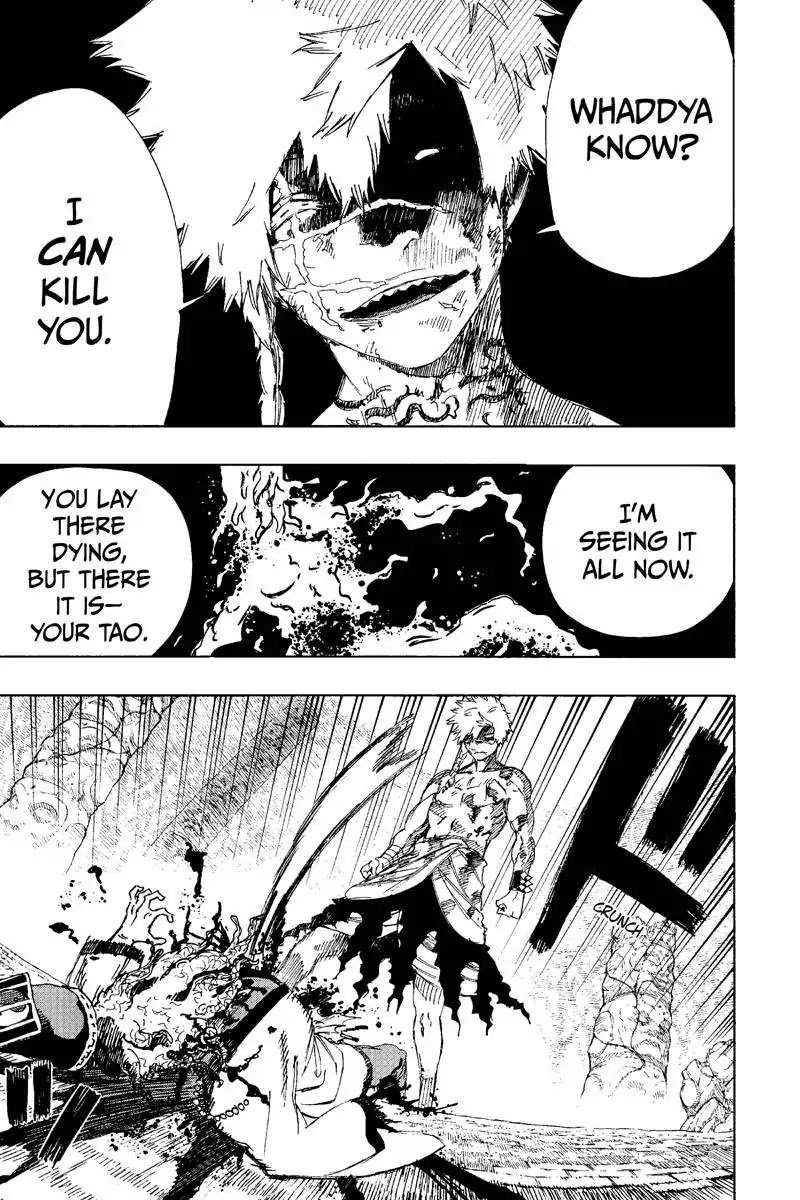 WHADDYA
KNOW?
I
CAN
KILL
YOU.
I'M
SEEING IT
ALL NOW.
YOU LAY
THERE
DYING,
BUT THERE
IT IS—
YOUR TAO.
ド
CRUNCH